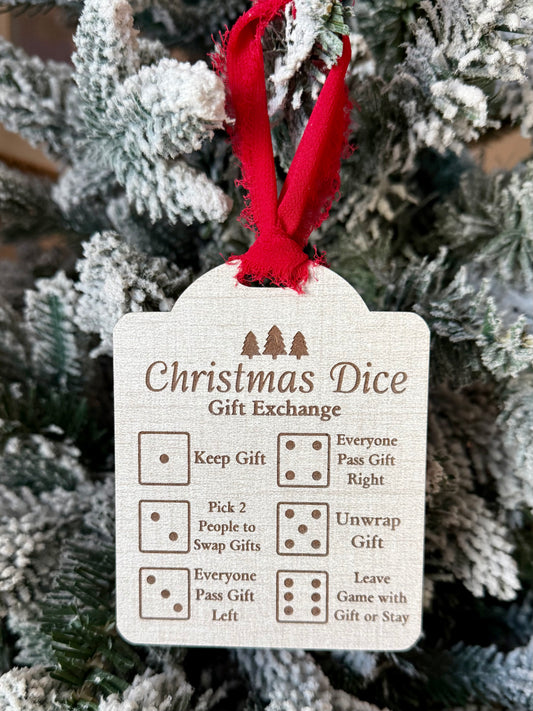 Christmas Dice
Gift Exchange
Keep Gift
Pick 2
People to
Swap Gifts
Everyone
Pass Gift
Left
Everyone
Pass Gift
Right
Unwrap
Gift
Leave
Game with
Gift or Stay